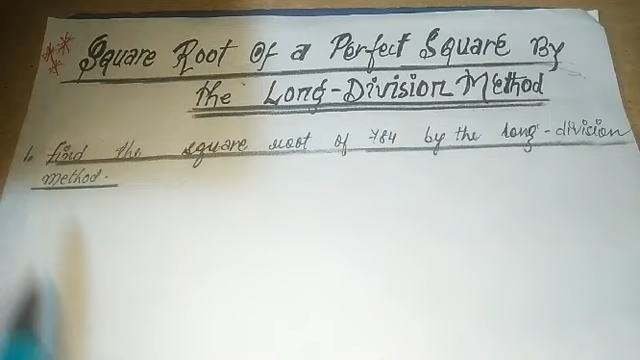 Square Root Of a Perfect Square By
the Long-Division Method
1. find the square root of 784 by the long-division
method.